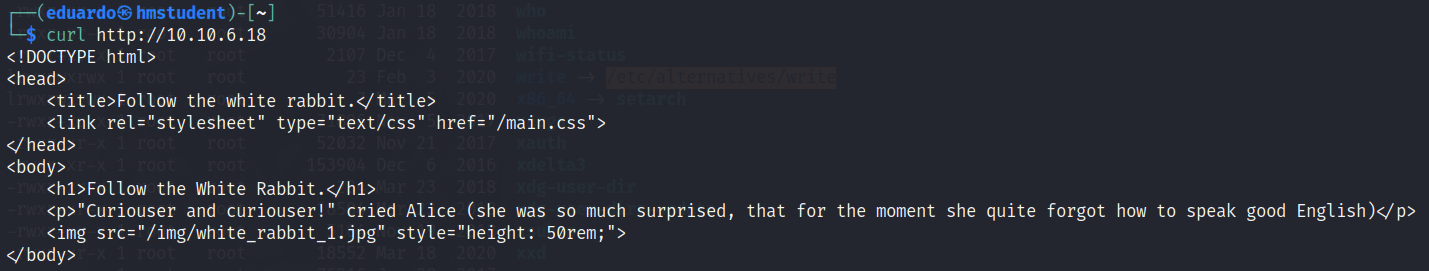 ┌──(eduardo㉿hmstudent)-[~]
└─$ curl http://10.10.6.18
<!DOCTYPE html>
<head>
    <title>Follow the white rabbit.</title>
    <link rel="stylesheet" type="text/css" href="/main.css">
</head>
<body>
    <h1>Follow the White Rabbit.</h1>
    <p>"Curiouser and curiouser!" cried Alice (she was so much surprised, that for the moment she quite forgot how to speak good English)</p>
    <img src="/img/white_rabbit_1.jpg" style="height: 50rem;">
</body>